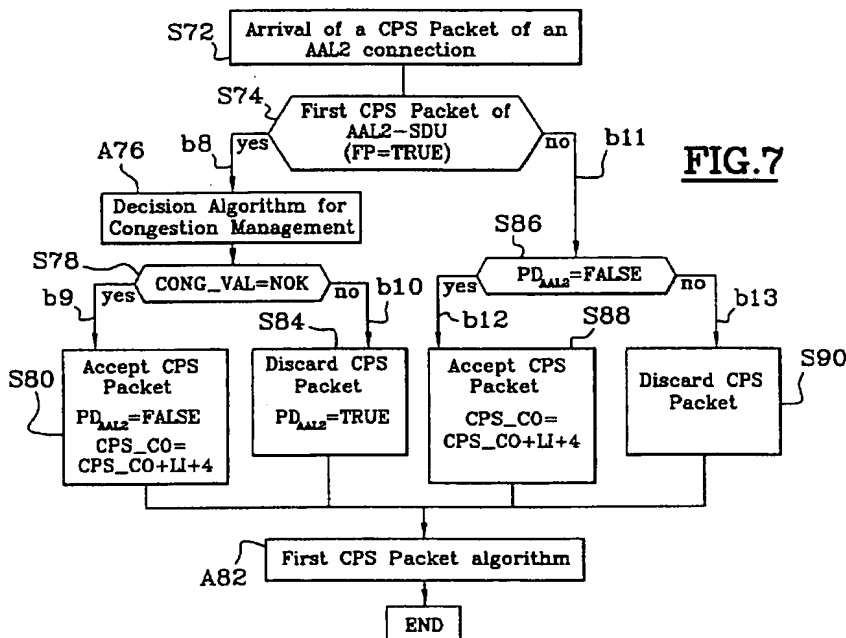 S72
Arrival of a CPS Packet of an
AAL2 connection
S74
First CPS Packet of
AAL2-SDU
(FP=TRUE)
b8
yes
no
b11
FIG.7
A76
Decision Algorithm for
Congestion Management
S78
CONG_VAL=NOK
b9
yes
no
b10
S86
PDAAL2=FALSE
yes
b12
no
b13
S80
Accept CPS
Packet
PDAAL2=FALSE
CPS_CO=
CPS_CO+LI+4
S84
Discard CPS
Packet
PDAAL2=TRUE
S88
Accept CPS
Packet
CPS_CO=
CPS_CO+LI+4
S90
Discard CPS
Packet
A82
First CPS Packet algorithm
END